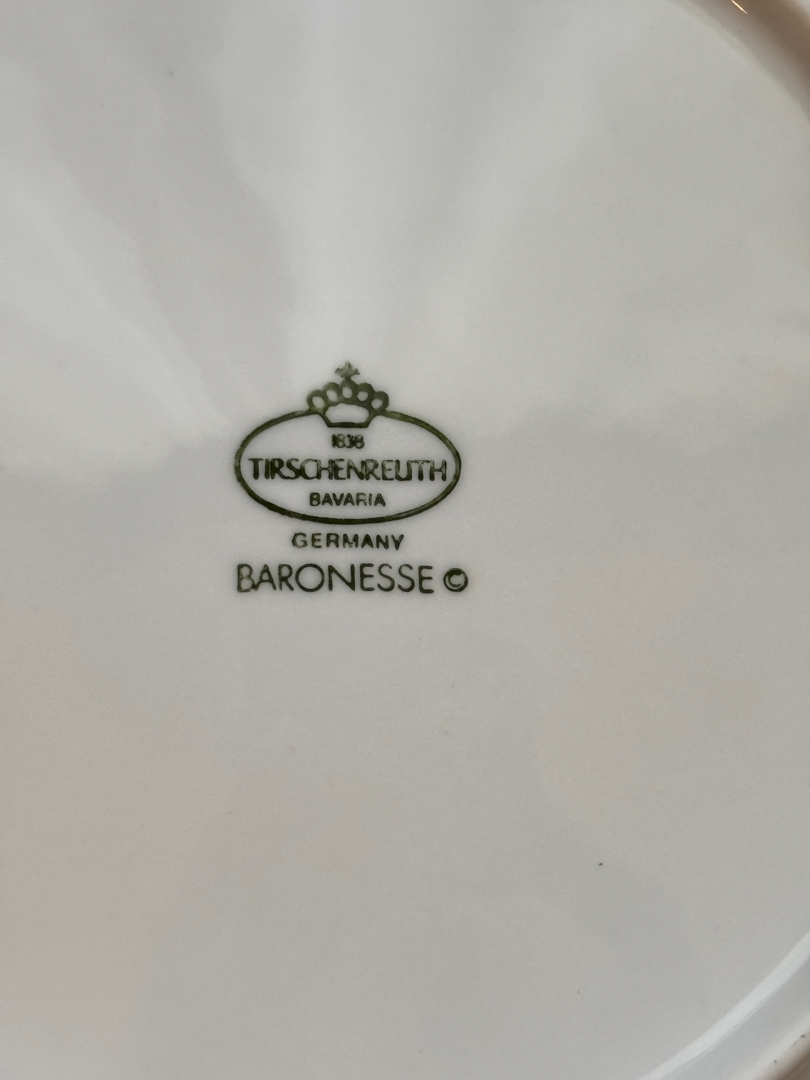 1838
TIRSCHENREUTH
BAVARIA
GERMANY
BARONESSE ©